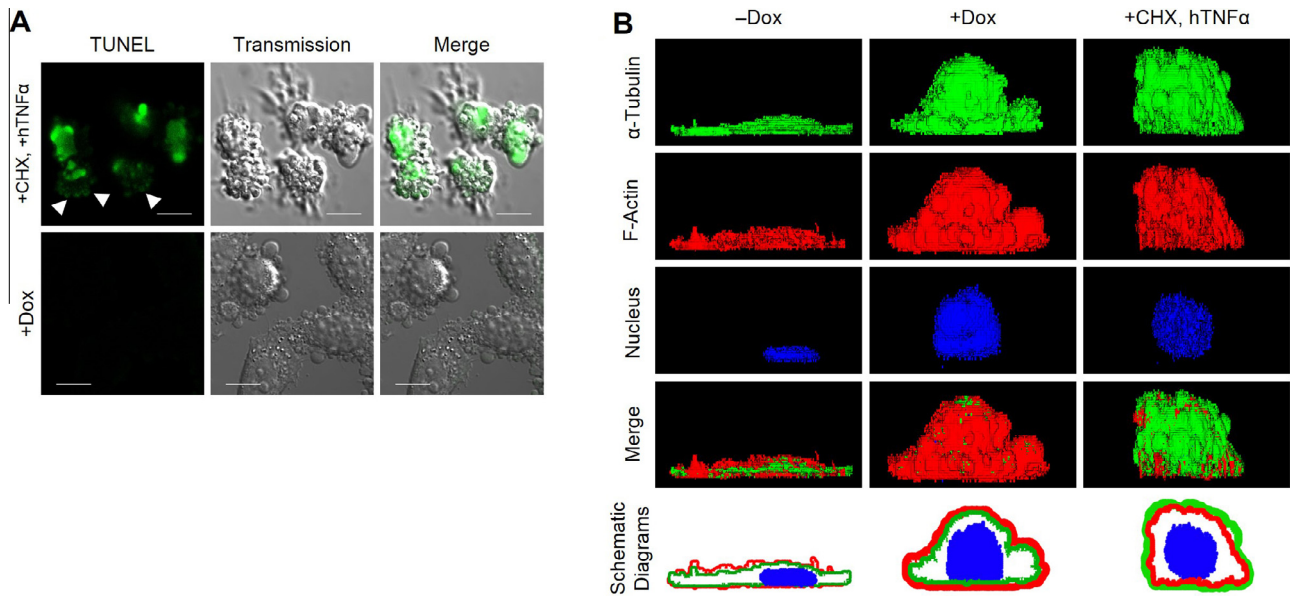 A
TUNEL
Transmission
Merge
+CHX, +hTNFα
+Dox
B
–Dox
+Dox
+CHX, hTNFα
α-Tubulin
F-Actin
Nucleus
Merge
Schematic
Diagrams